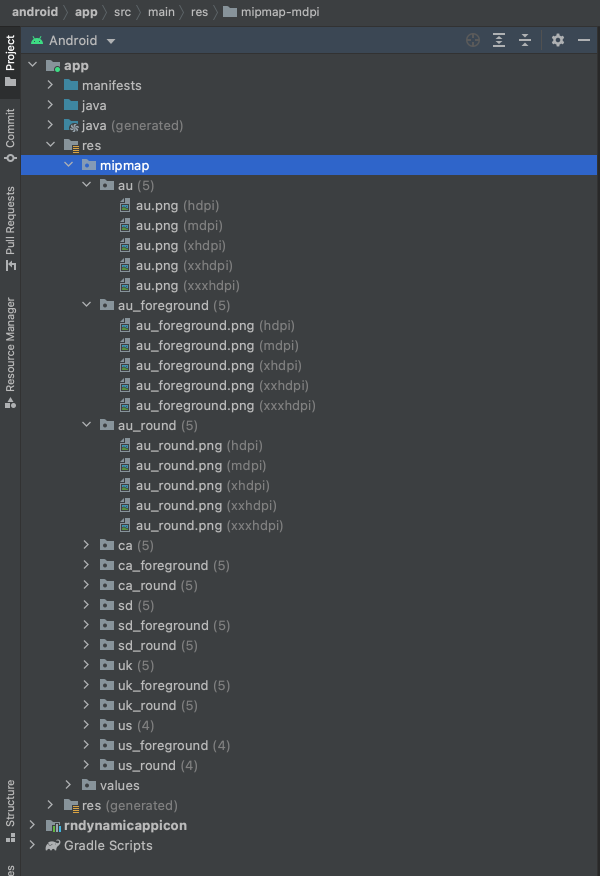 android app src main res mipmap-mdpi
Android
app
manifests
java
java (generated)
res
mipmap
au (5)
au.png (hdpi)
au.png (mdpi)
au.png (xhdpi)
au.png (xxhdpi)
au.png (xxxhdpi)
au_foreground (5)
au_foreground.png (hdpi)
au_foreground.png (mdpi)
au_foreground.png (xhdpi)
au_foreground.png (xxhdpi)
au_foreground.png (xxxhdpi)
au_round (5)
au_round.png (hdpi)
au_round.png (mdpi)
au_round.png (xhdpi)
au_round.png (xxhdpi)
au_round.png (xxxhdpi)
ca (5)
ca_foreground (5)
ca_round (5)
sd (5)
sd_foreground (5)
sd_round (5)
uk (5)
uk_foreground (5)
uk_round (5)
us (4)
us_foreground (4)
us_round (4)
values
res (generated)
rndynamicappicon
Gradle Scripts
Project
Commit
Pull Requests
Resource Manager
Structure